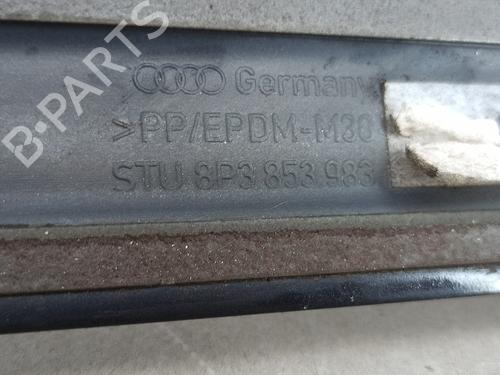 B-PARTS
Germany
>PP/EPDM-M30
STU 8P3 853 983